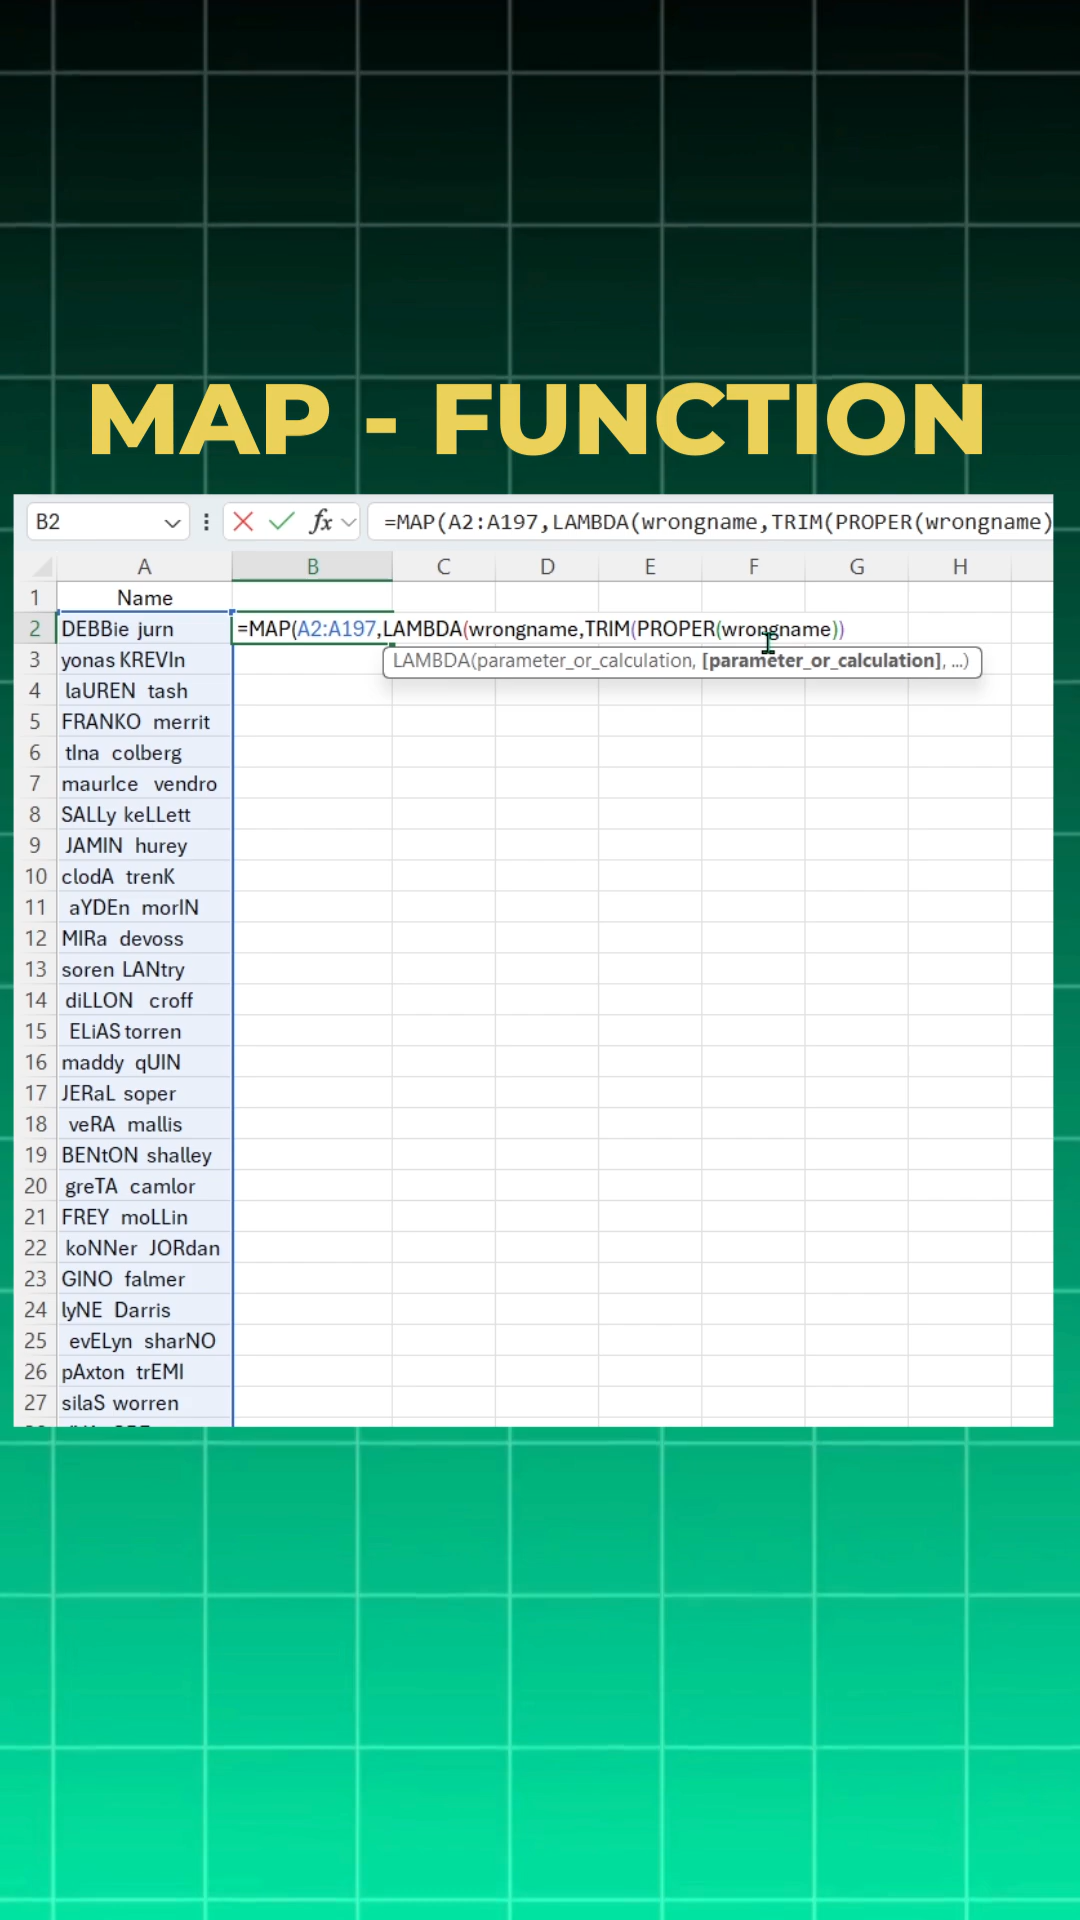 MAP - FUNCTION
B2 fx =MAP(A2:A197,LAMBDA(wrongname,TRIM(PROPER(wrongname)
A B C D E F G H
1 Name
2 DEBBie jurn =MAP(A2:A197,LAMBDA(wrongname,TRIM(PROPER(wrongname))
LAMBDA(parameter_or_calculation, [parameter_or_calculation], ...)
3 yonas KREVIn
4 laUREN tash
5 FRANKO merrit
6 tIna colberg
7 maurIce vendro
8 SALLy keLLett
9 JAMIN hurey
10 clodA trenK
11 aYDEn morIN
12 MIRa devoss
13 soren LANtry
14 diLLON croff
15 ELiAS torren
16 maddy qUIN
17 JERaL soper
18 veRA mallis
19 BENtON shalley
20 greTA camlor
21 FREY moLLin
22 koNNer JORdan
23 GINO falmer
24 lyNE Darris
25 evELyn sharNO
26 pAxton trEMI
27 silaS worren